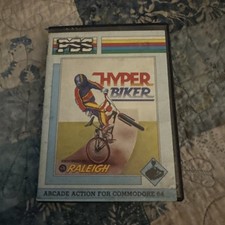 PSS
HYPER
BIKER
RALEIGH
ARCADE ACTION FOR COMMODORE 64